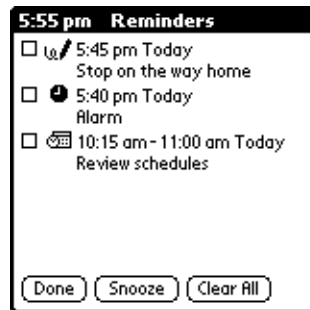 5:55 pm Reminders
5:45 pm Today
Stop on the way home
5:40 pm Today
Alarm
10:15 am - 11:00 am Today
Review schedules
Done Snooze Clear All